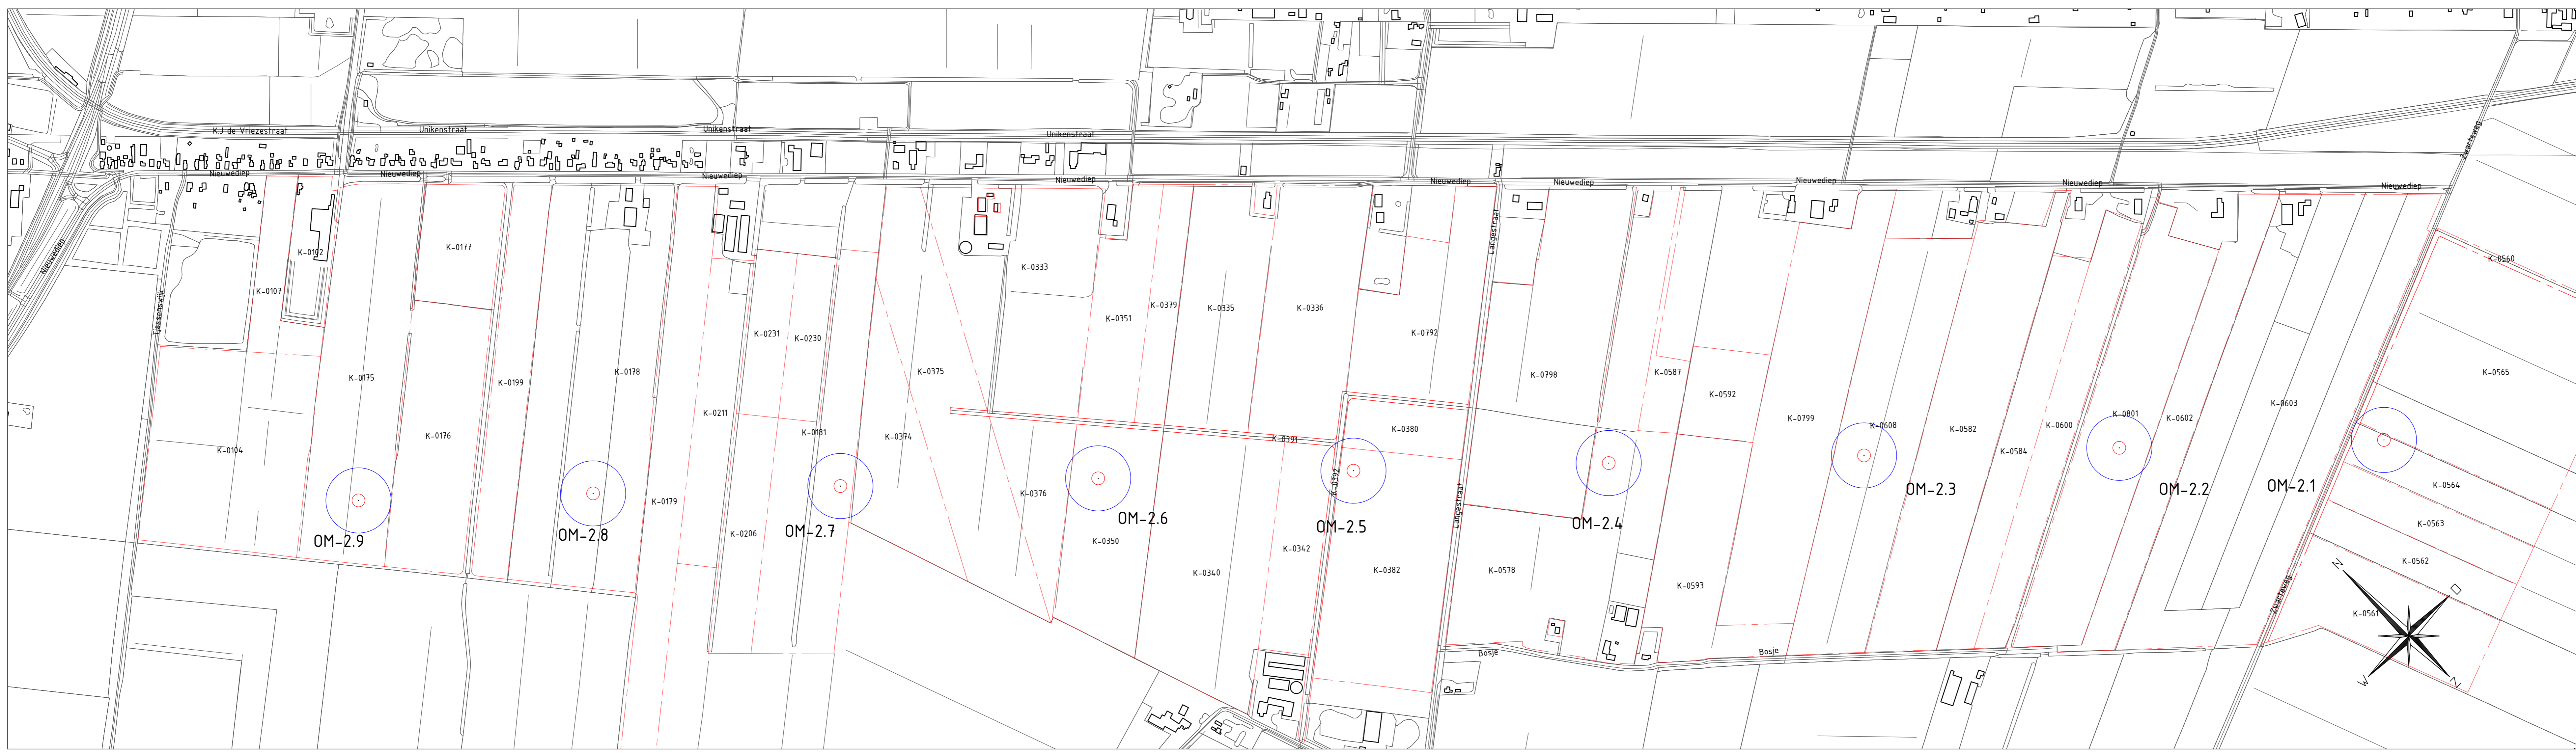 K.J de Vriezestraat
Unikenstraat
Unikenstraat
Unikenstraat
Zwarteweg
Nieuwediep
Nieuwediep
Nieuwediep
Nieuwediep
Nieuwediep
Nieuwediep
Nieuwediep
Nieuwediep
Nieuwediep
Nieuwediep
Langestraat
Tjassenswijk
K-0102
K-0177
K-0107
K-0333
K-0560
K-0379
K-0335
K-0336
K-0351
K-0231
K-0230
K-0792
K-0175
K-0199
K-0178
K-0375
K-0798
K-0587
K-0565
K-0592
K-0603
K-0211
K-0801
K-0799
K-0602
K-0608
K-0600
K-0582
K-0380
K-0181
K-0374
K-0176
K-0391
K-0104
K-0584
K-0392
K-0564
K-0376
K-0179
OM-2.1
OM-2.2
OM-2.3
OM-2.4
OM-2.5
OM-2.6
OM-2.7
OM-2.8
OM-2.9
Langestraat
K-0563
K-0206
K-0350
K-0342
K-0340
K-0382
K-0578
K-0593
K-0562
K-0561
Zwarteweg
Bosje
Bosje
N
O
W
Z